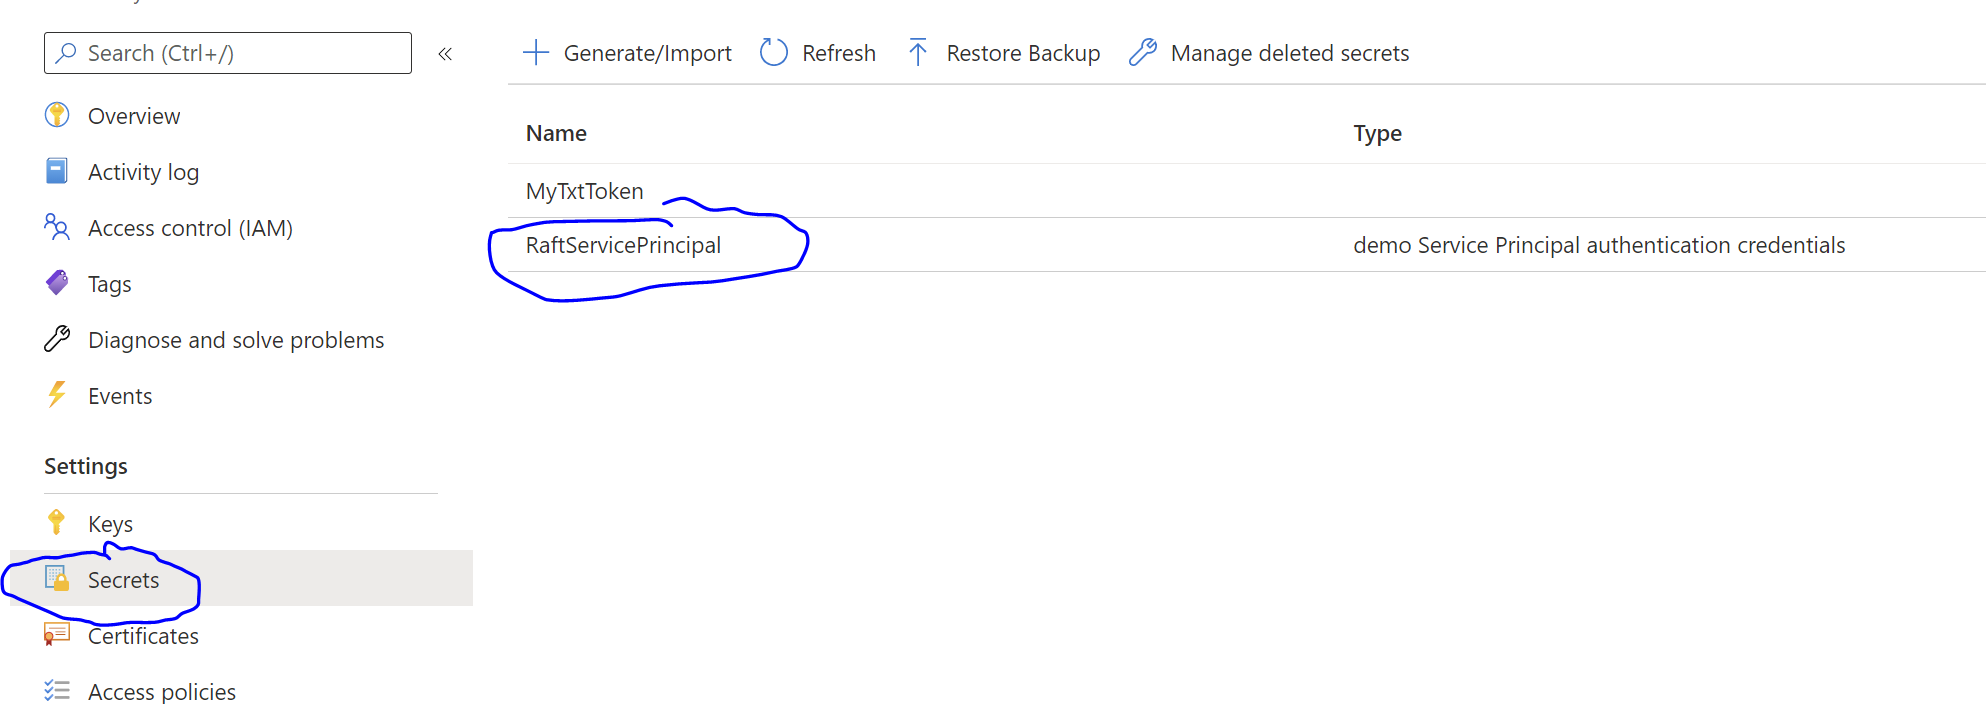 Search (Ctrl+/)
«
Generate/Import
Refresh
Restore Backup
Manage deleted secrets
Overview
Activity log
Access control (IAM)
Tags
Diagnose and solve problems
Events
Settings
Keys
Secrets
Certificates
Access policies
Name
Type
MyTxtToken
RaftServicePrincipal
demo Service Principal authentication credentials